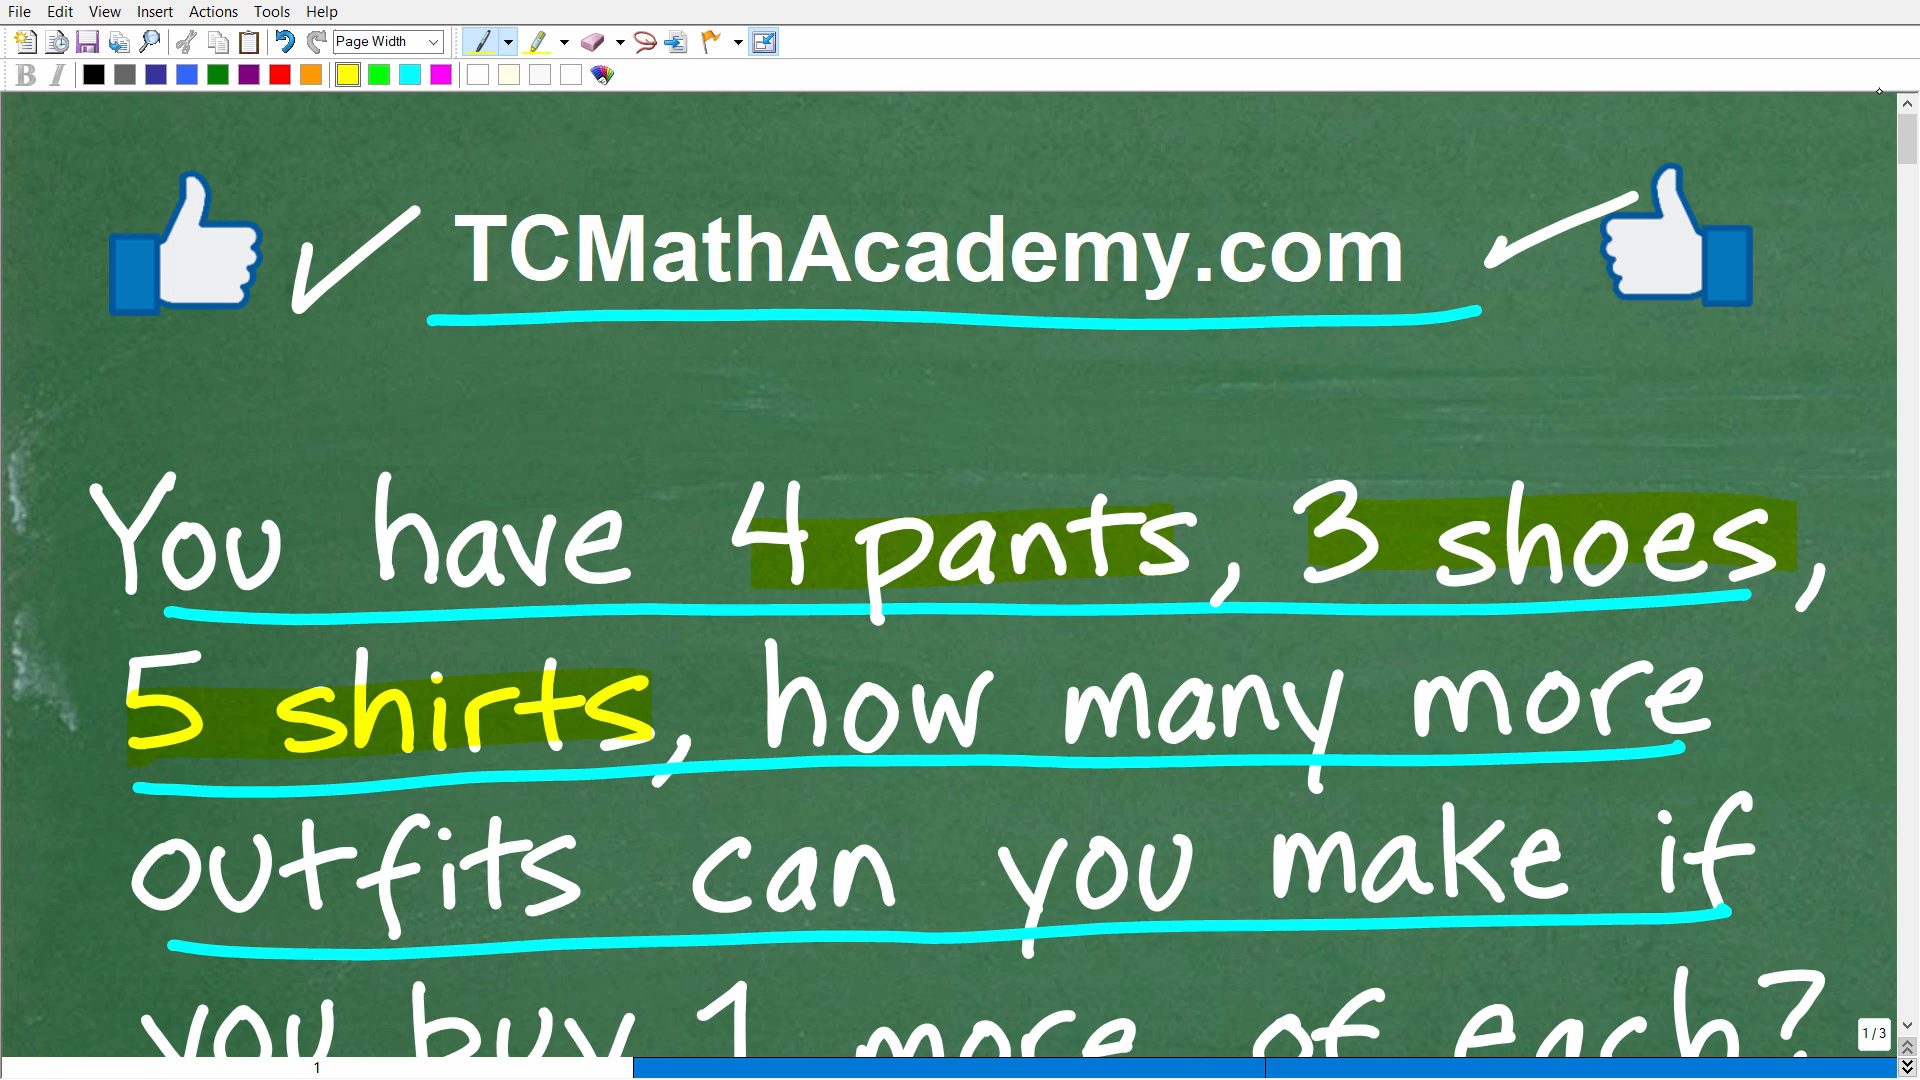 File Edit View Insert Actions Tools Help
Page Width
B I
TCMathAcademy.com
You have 4 pants, 3 shoes,
5 shirts, how many more
outfits can you make if
you buy 1 more of each?
1 / 3
1